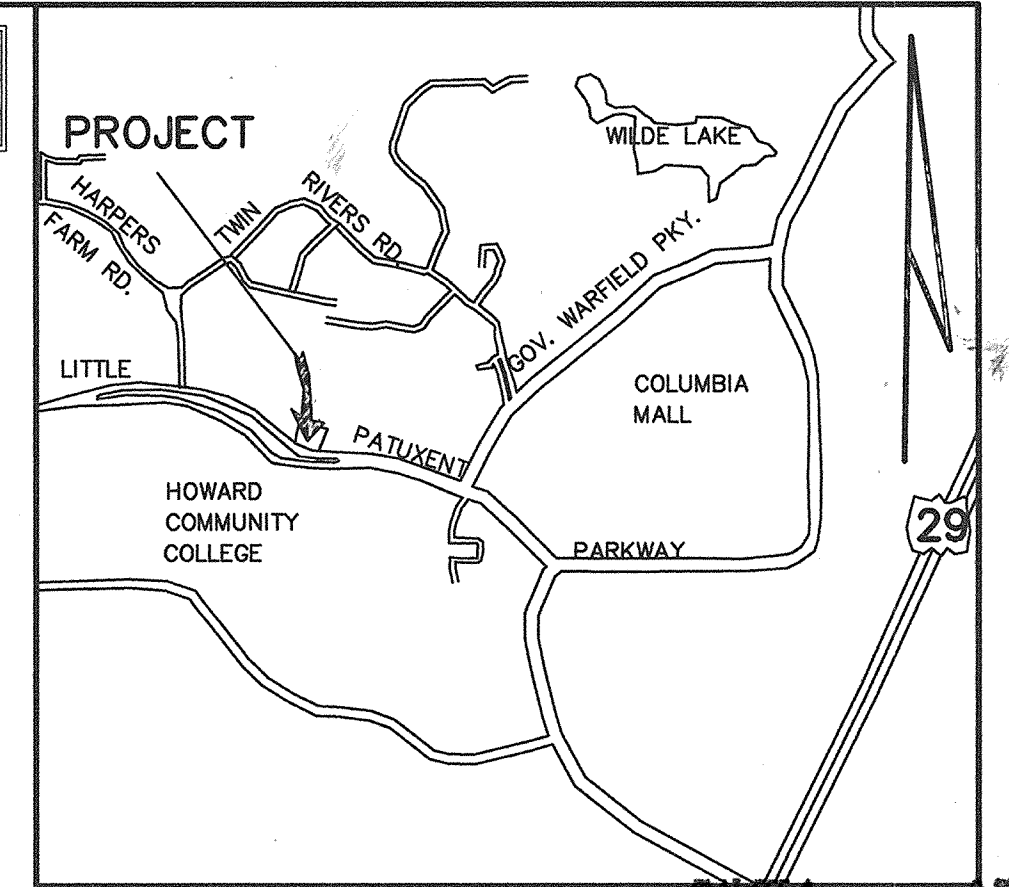 PROJECT
WILDE LAKE
HARPERS
FARM RD.
TWIN
RIVERS RD.
GOV. WARFIELD PKY.
LITTLE
PATUXENT
PARKWAY
COLUMBIA
MALL
HOWARD
COMMUNITY
COLLEGE
29